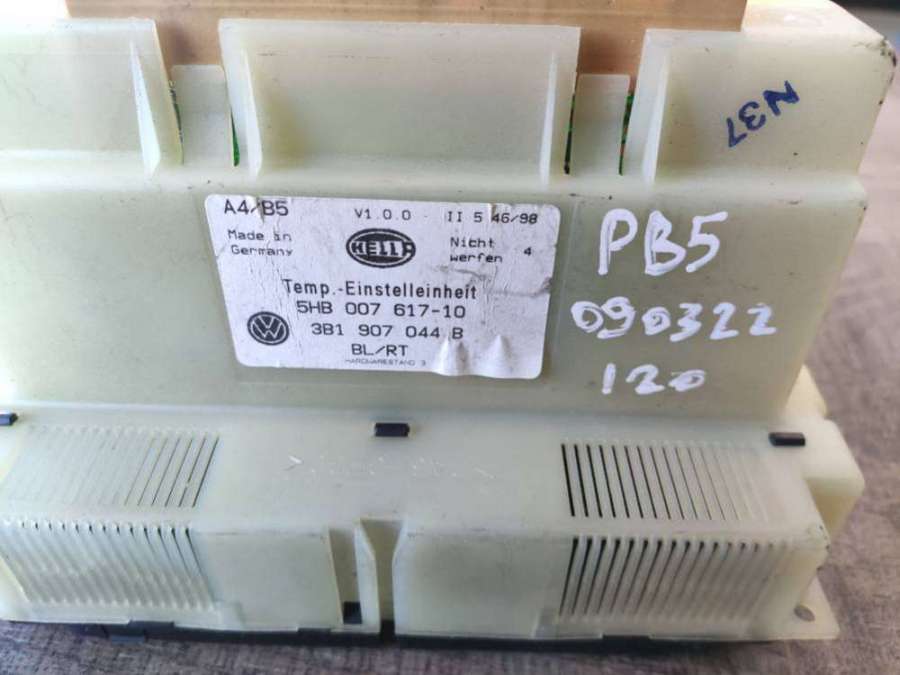 N37
A4/B5 V1.0.0 - II 5 46/98
Made in Germany
HELLA
Nicht werfen 4
Temp.-Einstelleinheit
5HB 007 617-10
3B1 907 044 B
BL/RT
HARDWARESTAND 3
PB5
090322
120